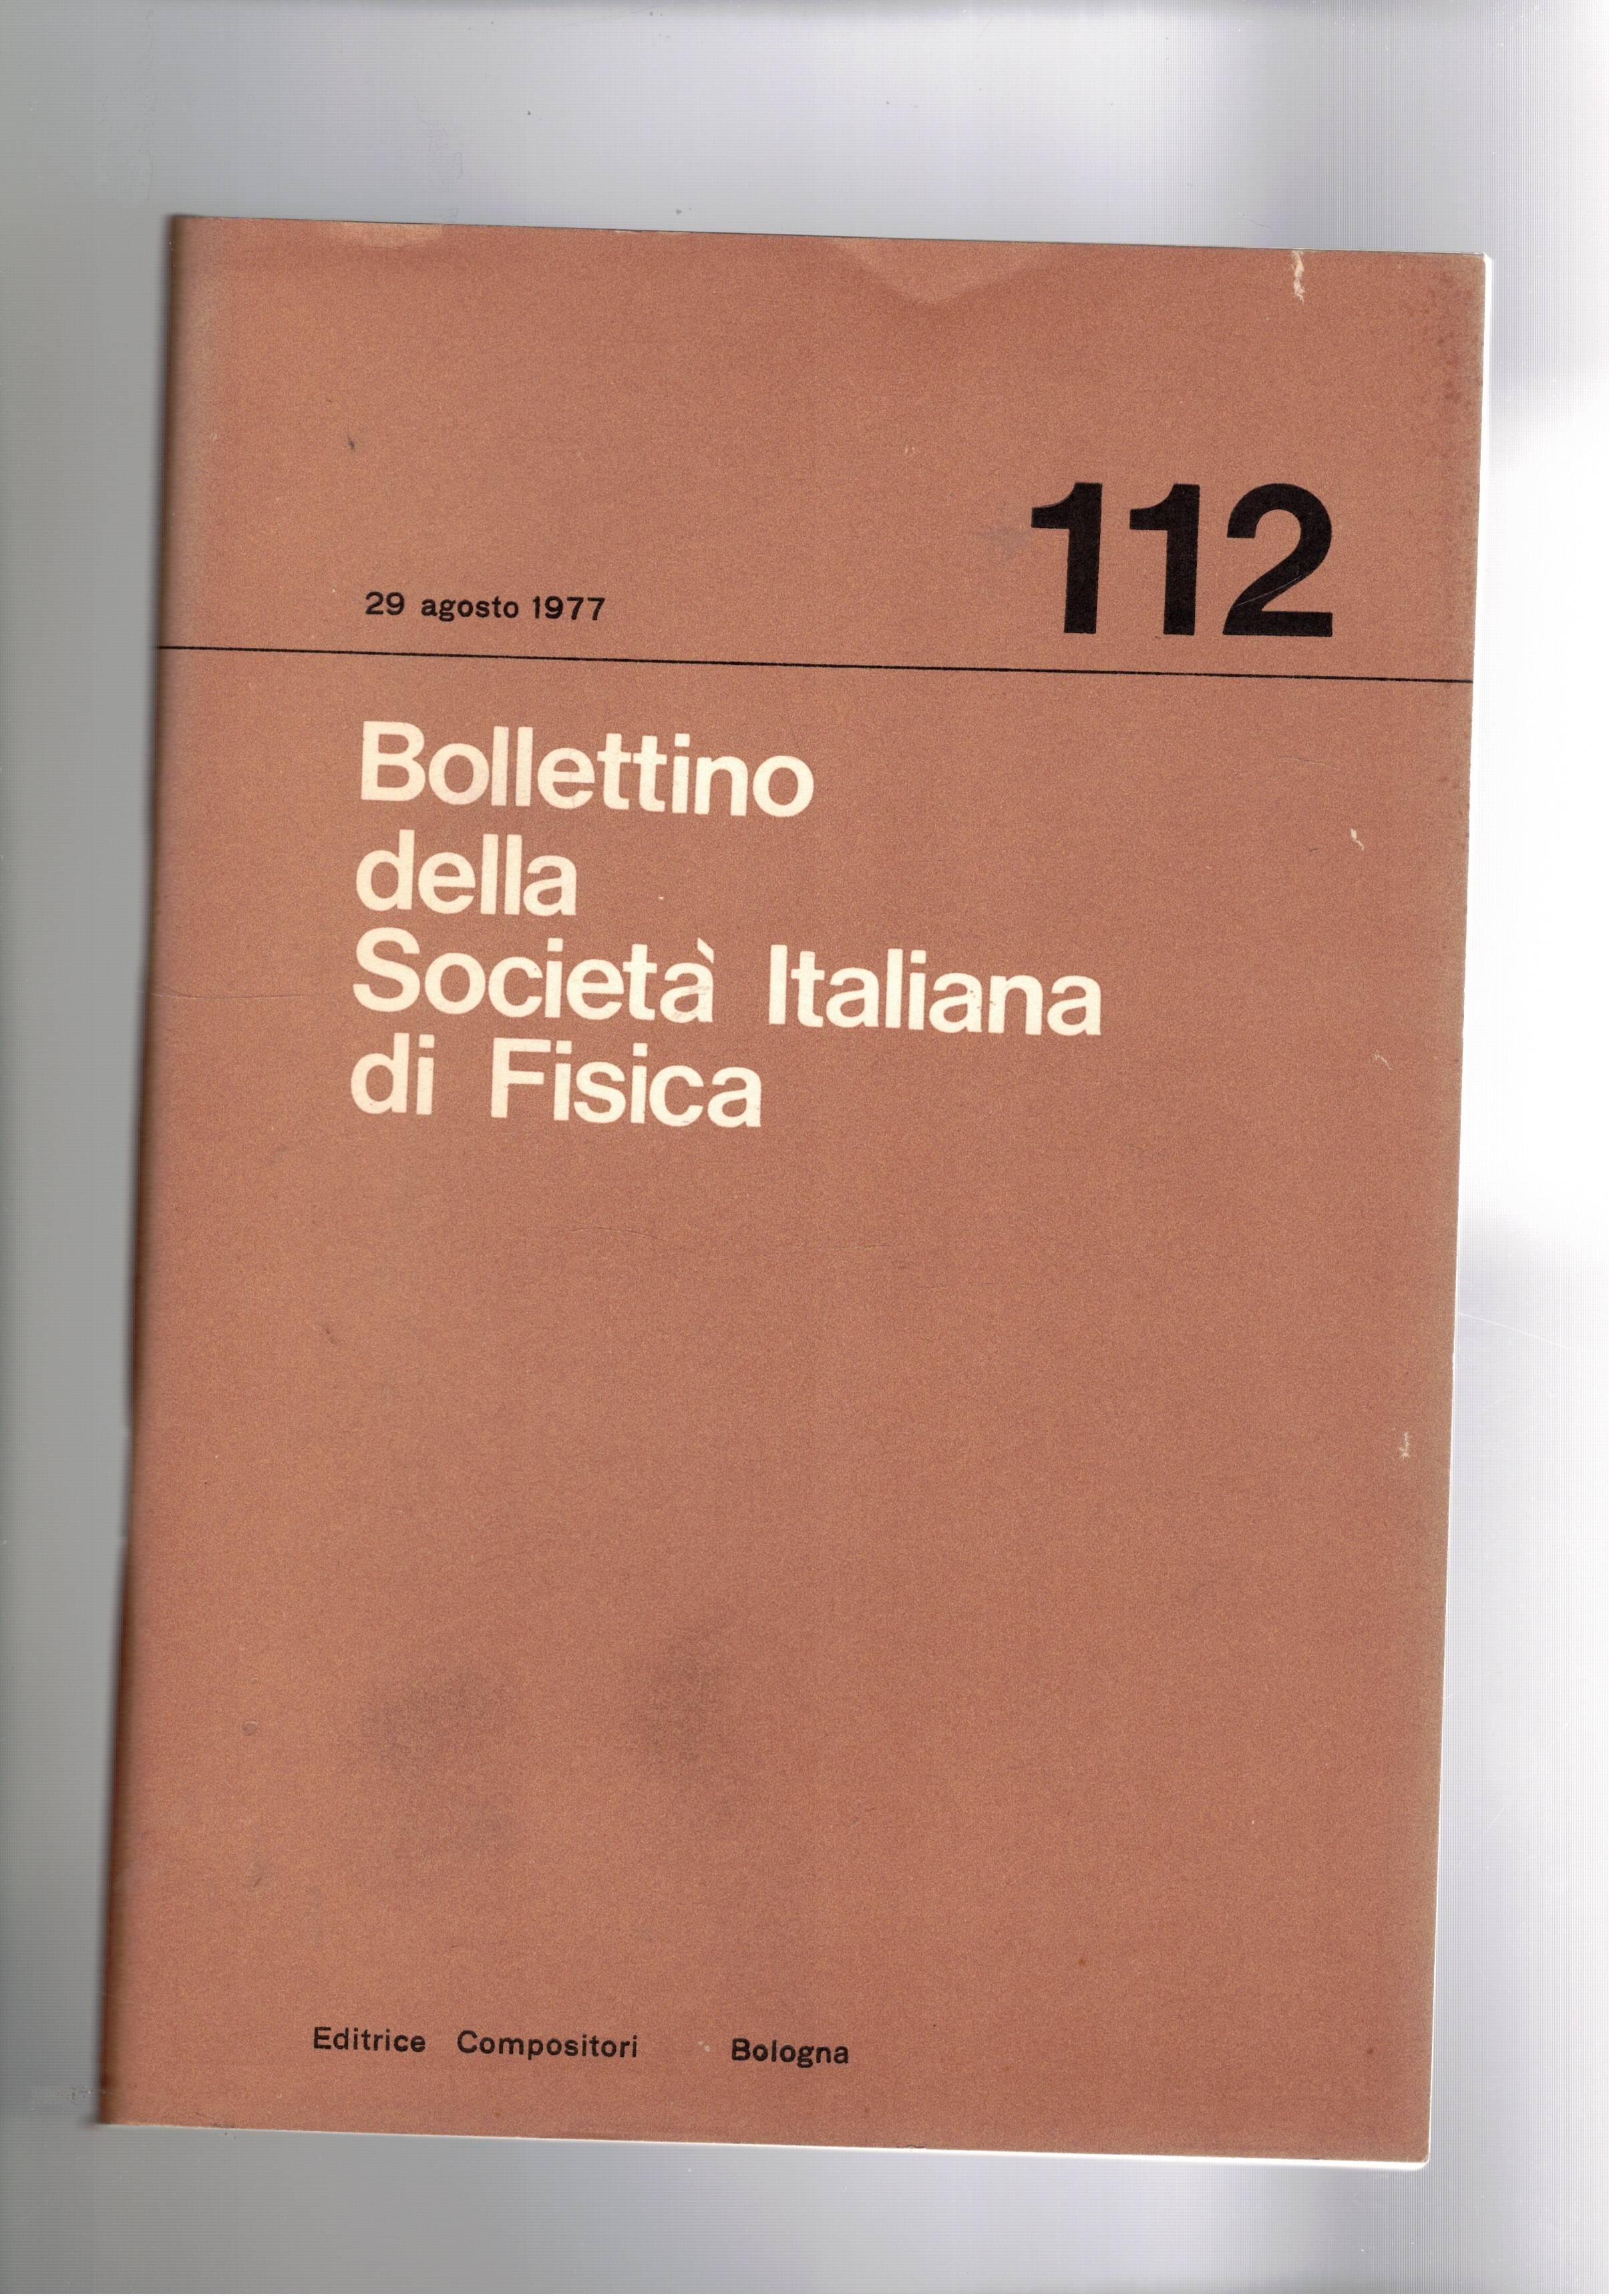 112
29 agosto 1977
Bollettino
della
Società Italiana
di Fisica
Editrice Compositori Bologna